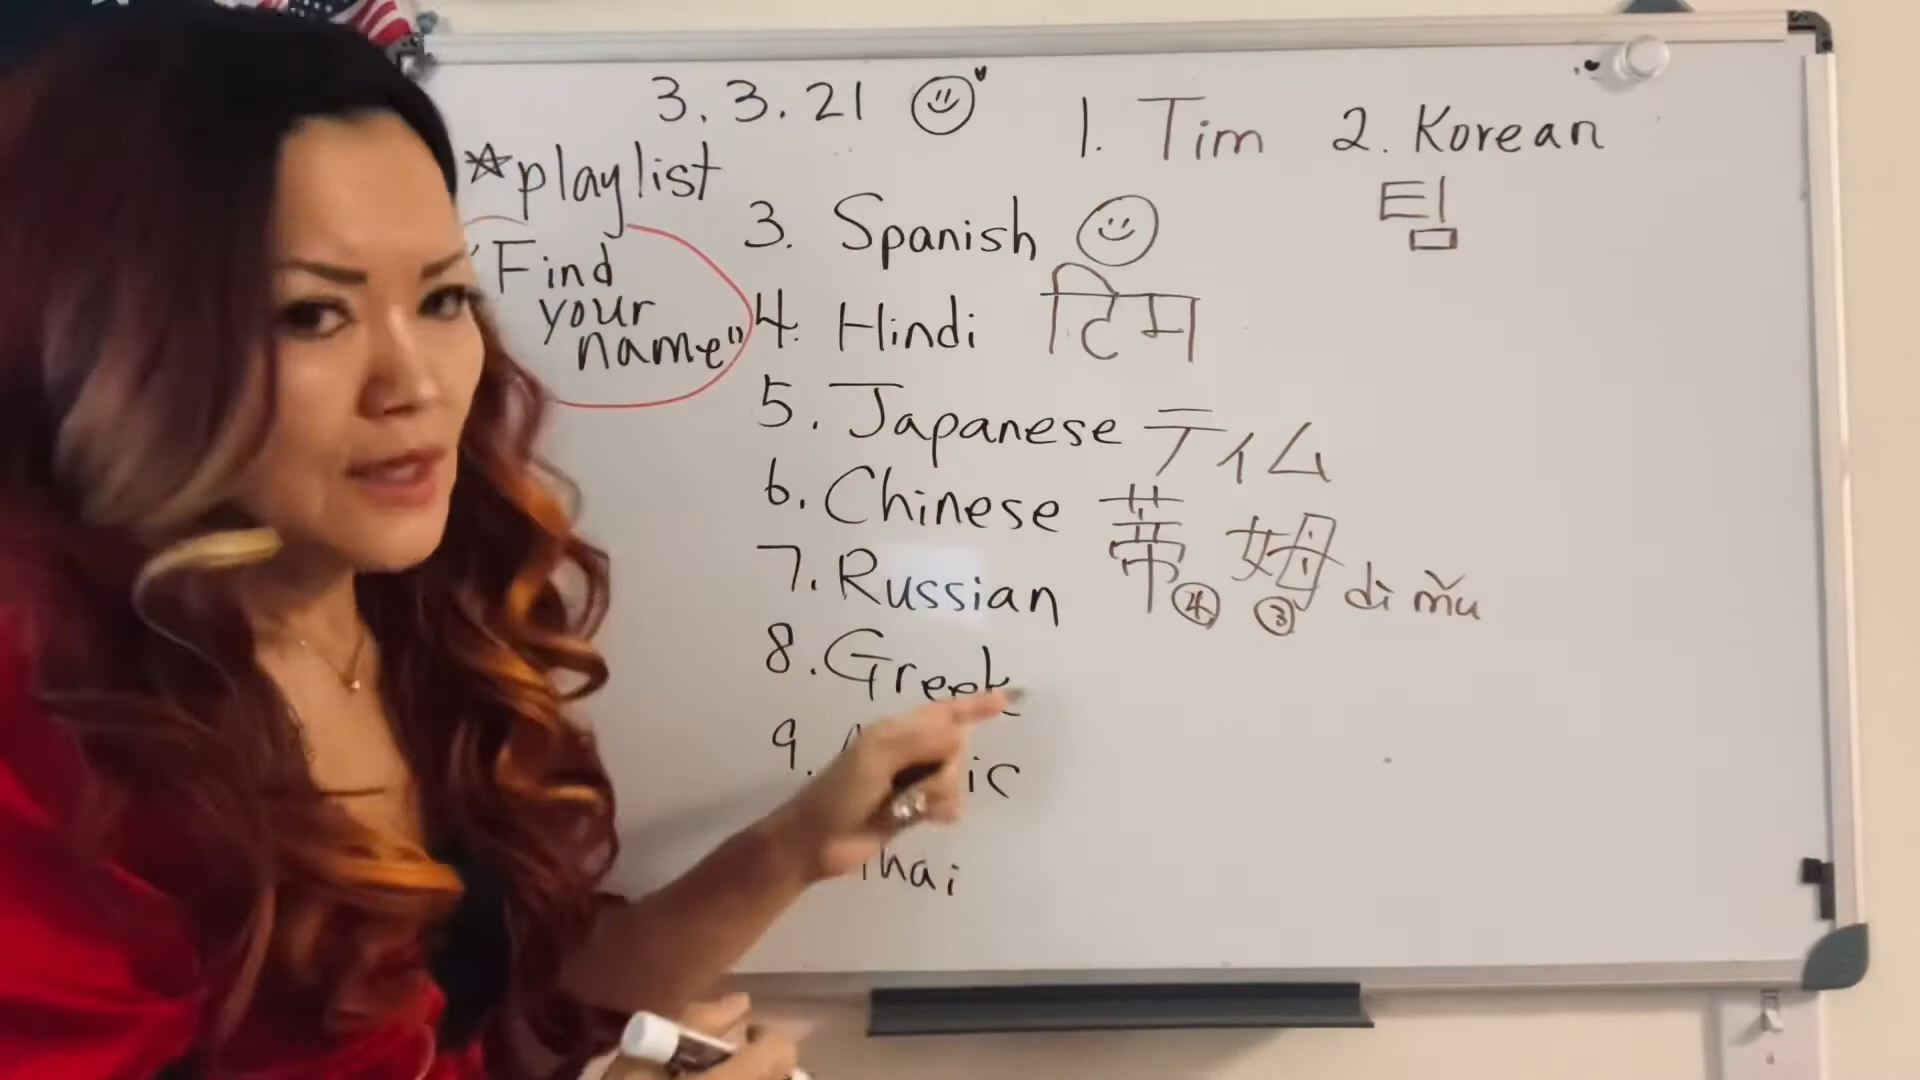 3.3.21
1. Tim 2. Korean
팀
☆playlist
"Find
your
name"
3. Spanish
4. Hindi टिम
5. Japanese ティム
6. Chinese 蒂姆
④ ③ dì mǔ
7. Russian
8. Greek
9.